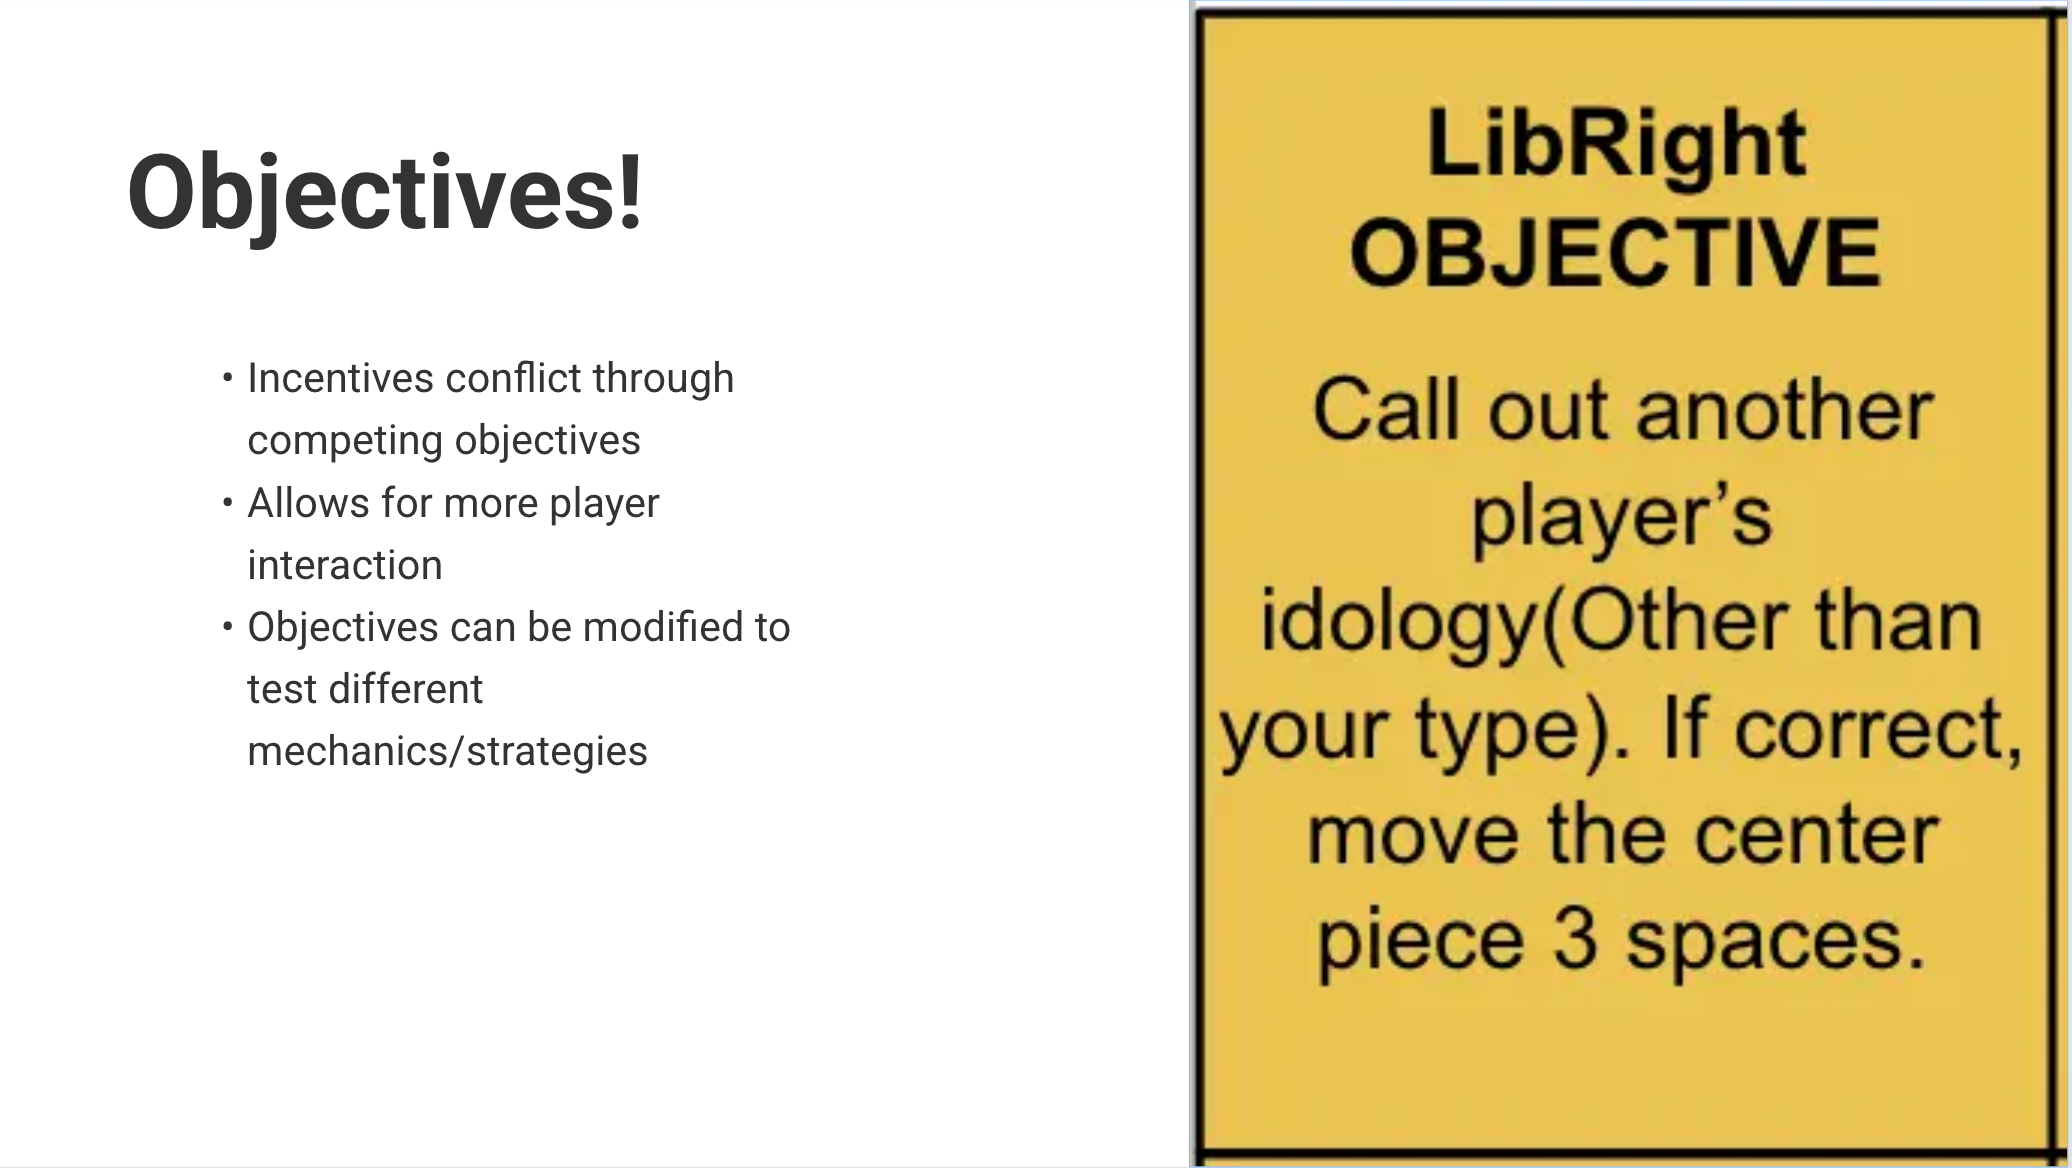 Objectives!
• Incentives conflict through
competing objectives
• Allows for more player
interaction
• Objectives can be modified to
test different
mechanics/strategies
LibRight
OBJECTIVE
Call out another
player’s
idology(Other than
your type). If correct,
move the center
piece 3 spaces.